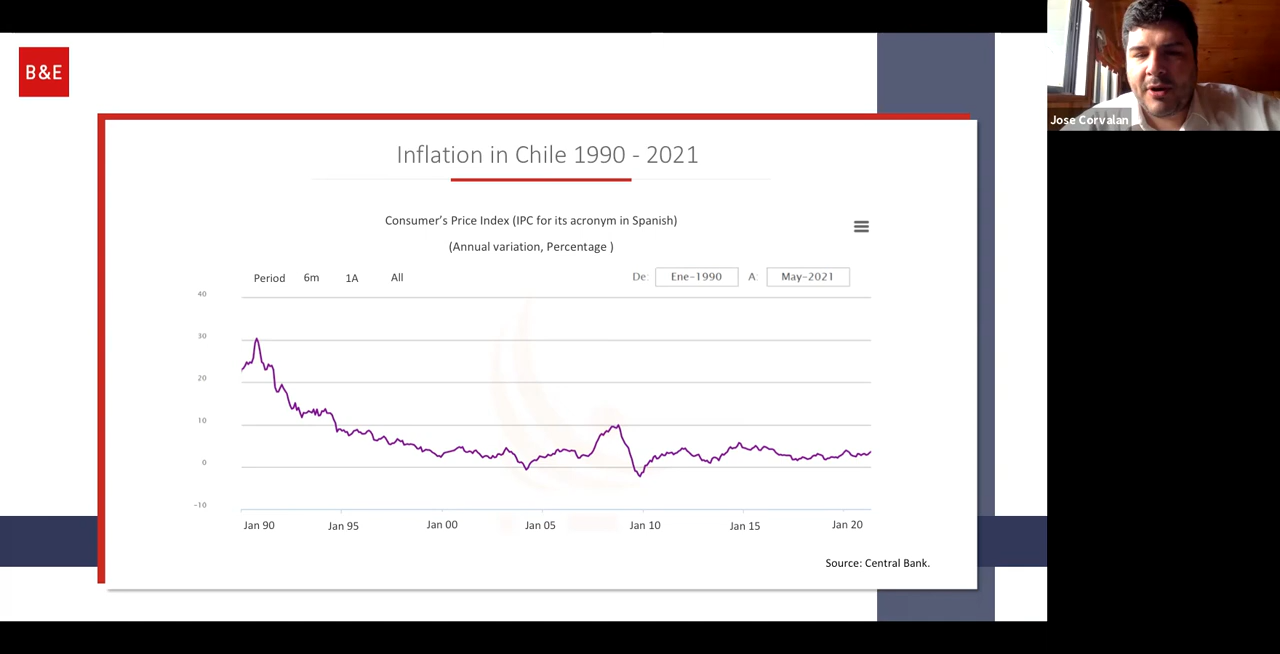 B&E
Jose Corvalan
Inflation in Chile 1990 - 2021
Consumer's Price Index (IPC for its acronym in Spanish)
(Annual variation, Percentage )
Period 6m 1A All De: Ene-1990 A: May-2021
40
30
20
10
0
-10
Jan 90 Jan 95 Jan 00 Jan 05 Jan 10 Jan 15 Jan 20
Source: Central Bank.